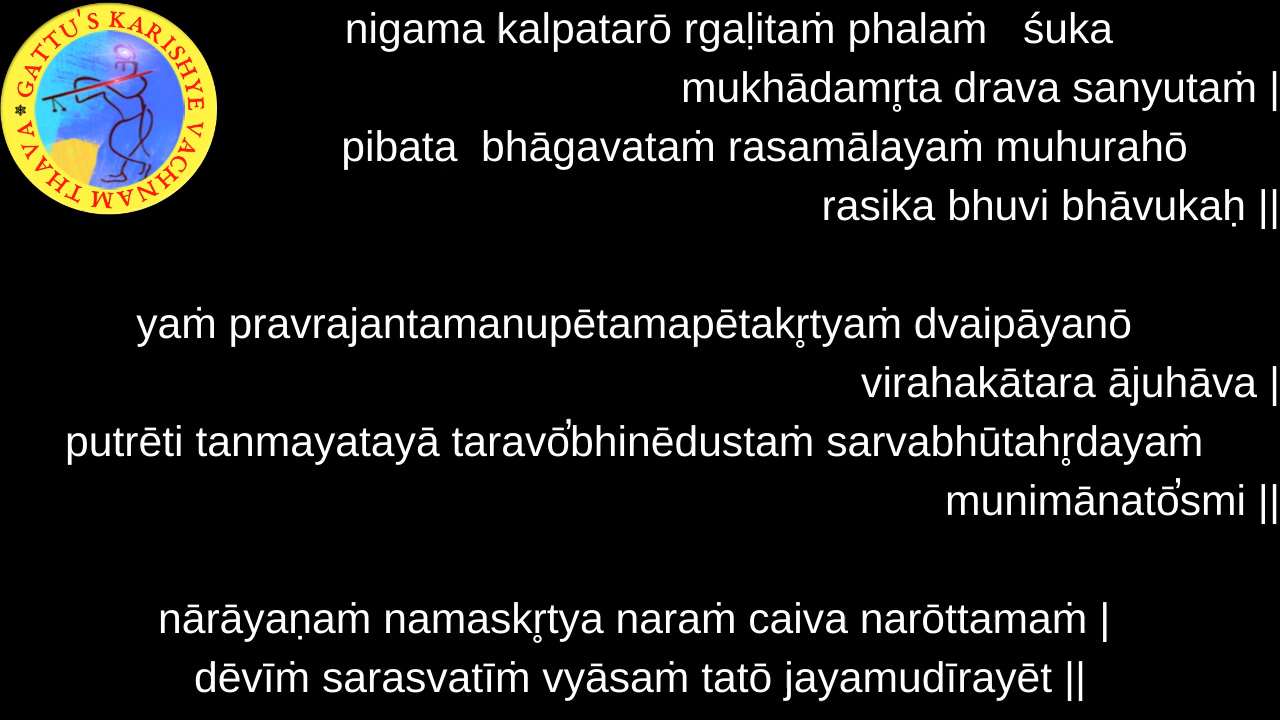 GATTU'S KARISHYE VACHNAM THAVA
nigama kalpatarō rgaḷitaṁ phalaṁ śuka
mukhādamr̥ta drava sanyutaṁ |
pibata bhāgavataṁ rasamālayaṁ muhurahō
rasika bhuvi bhāvukaḥ ||
yaṁ pravrajantamanupētamapētakr̥tyaṁ dvaipāyanō
virahakātara ājuhāva |
putrēti tanmayatayā taravō̕bhinēdustaṁ sarvabhūtahr̥dayaṁ
munimānatō̕smi ||
nārāyaṇaṁ namaskr̥tya naraṁ caiva narōttamaṁ |
dēvīṁ sarasvatīṁ vyāsaṁ tatō jayamudīrayēt ||